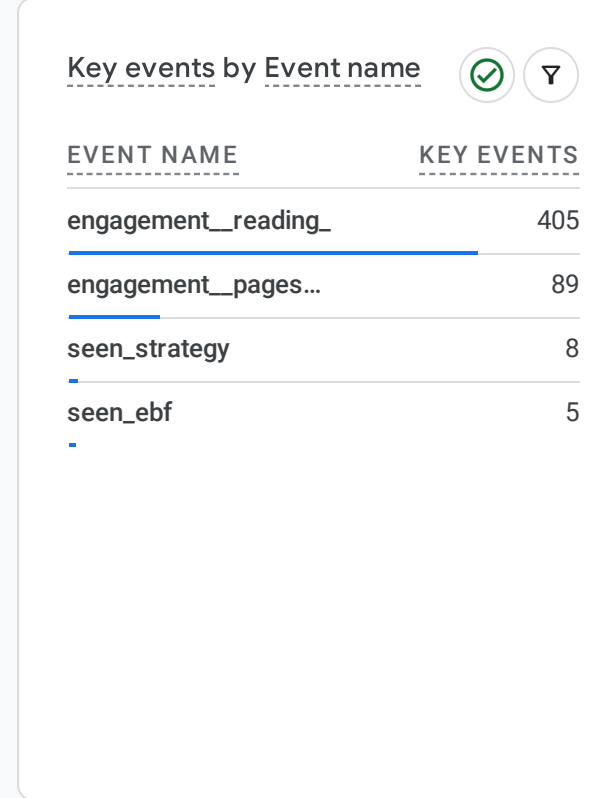 Key events by Event name
EVENT NAME KEY EVENTS
engagement__reading_ 405
engagement__pages… 89
seen_strategy 8
seen_ebf 5